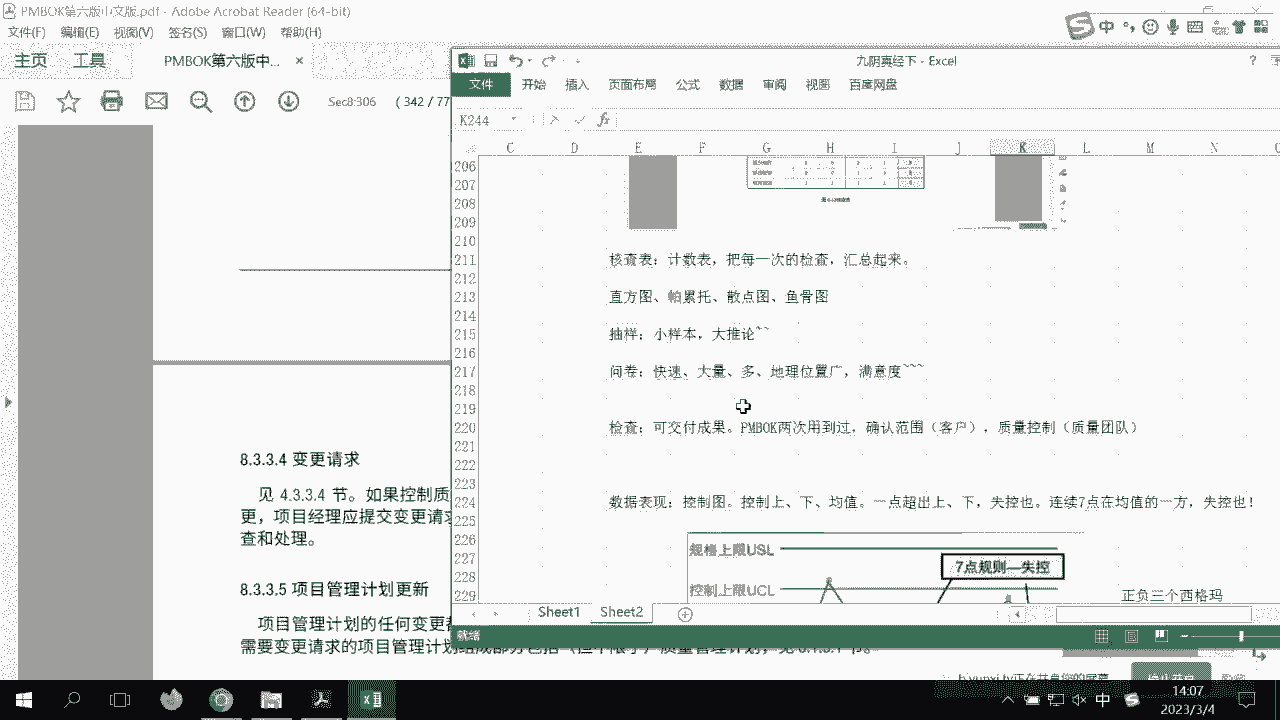 PMBOK第六版中文版.pdf - Adobe Acrobat Reader (64-bit)
文件(F) 编辑(E) 视图(V) 签名(S) 窗口(W) 帮助(H)
主页 工具 PMBOK第六版中... ×
Sec8:306 ( 342 / 77
8.3.3.4 变更请求
见 4.3.3.4 节。如果控制质
更，项目经理应提交变更请求
查和处理。
8.3.3.5 项目管理计划更新
项目管理计划的任何变更都
需要变更请求的项目管理计划组成部分包括
九阴真经下 - Excel
文件 开始 插入 页面布局 公式 数据 审阅 视图 百度网盘
K244
C D E F G H I J K L M N
206
207
208
209
210
211 核查表：计数表，把每一次的检查，汇总起来。
212
213 直方图、帕累托、散点图、鱼骨图
214
215 抽样：小样本，大推论~~
216
217 问卷：快速、大量、多、地理位置广，满意度~~~
218
219
220 检查：可交付成果。PMBOK两次用到过，确认范围（客户），质量控制（质量团队）
221
222
223
224 数据表现：控制图。控制上、下、均值。一点超出上、下，失控也。连续7点在均值的一方，失控也！
225
226 规格上限USL
227 7点规则—失控
228 控制上限UCL
229 正负三个西格玛
Sheet1 Sheet2
就绪
中
14:07
2023/3/4